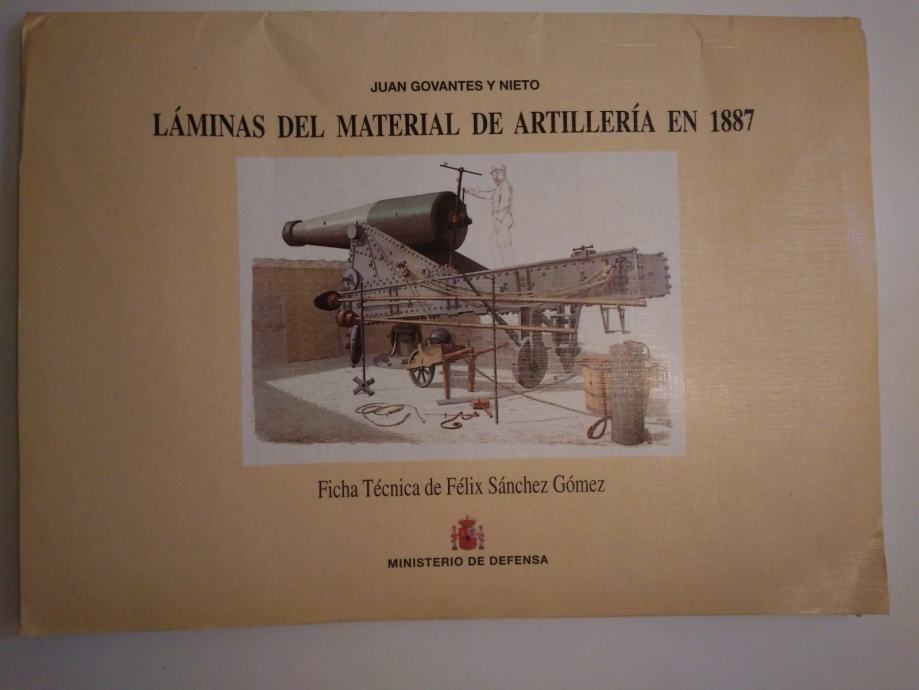 JUAN GOVANTES Y NIETO
LÁMINAS DEL MATERIAL DE ARTILLERÍA EN 1887
Ficha Técnica de Félix Sánchez Gómez
MINISTERIO DE DEFENSA